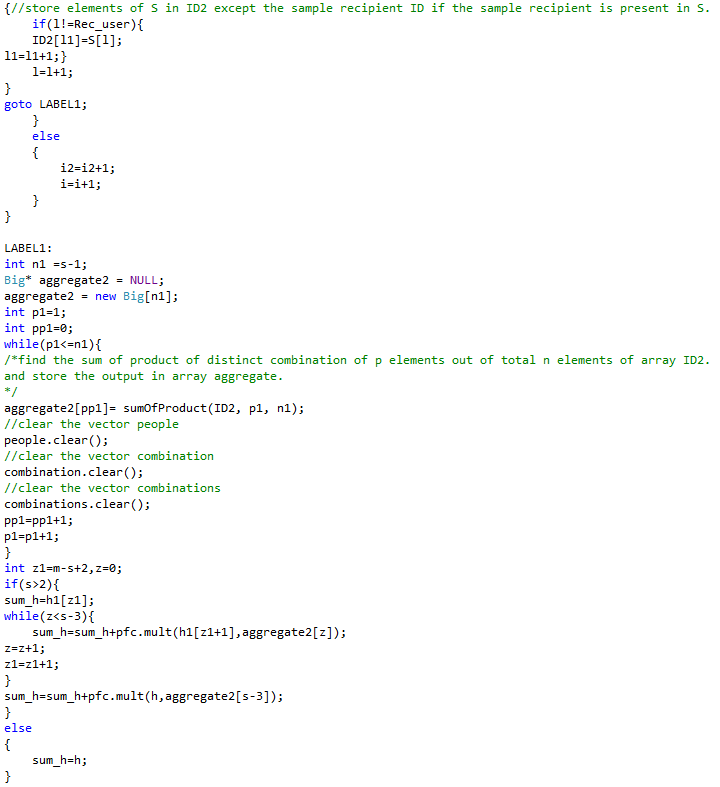 {//store elements of S in ID2 except the sample recipient ID if the sample recipient is present in S.
if(l!=Rec_user){
ID2[l1]=S[l];
l1=l1+1;}
l=l+1;
}
goto LABEL1;
}
else
{
i2=i2+1;
i=i+1;
}
}
LABEL1:
int n1 =s-1;
Big* aggregate2 = NULL;
aggregate2 = new Big[n1];
int p1=1;
int pp1=0;
while(p1<=n1){
/*find the sum of product of distinct combination of p elements out of total n elements of array ID2.
and store the output in array aggregate.
*/
aggregate2[pp1]= sumOfProduct(ID2, p1, n1);
//clear the vector people
people.clear();
//clear the vector combination
combination.clear();
//clear the vector combinations
combinations.clear();
pp1=pp1+1;
p1=p1+1;
}
int z1=m-s+2,z=0;
if(s>2){
sum_h=h1[z1];
while(z<s-3){
sum_h=sum_h+pfc.mult(h1[z1+1],aggregate2[z]);
z=z+1;
z1=z1+1;
}
sum_h=sum_h+pfc.mult(h,aggregate2[s-3]);
}
else
{
sum_h=h;
}